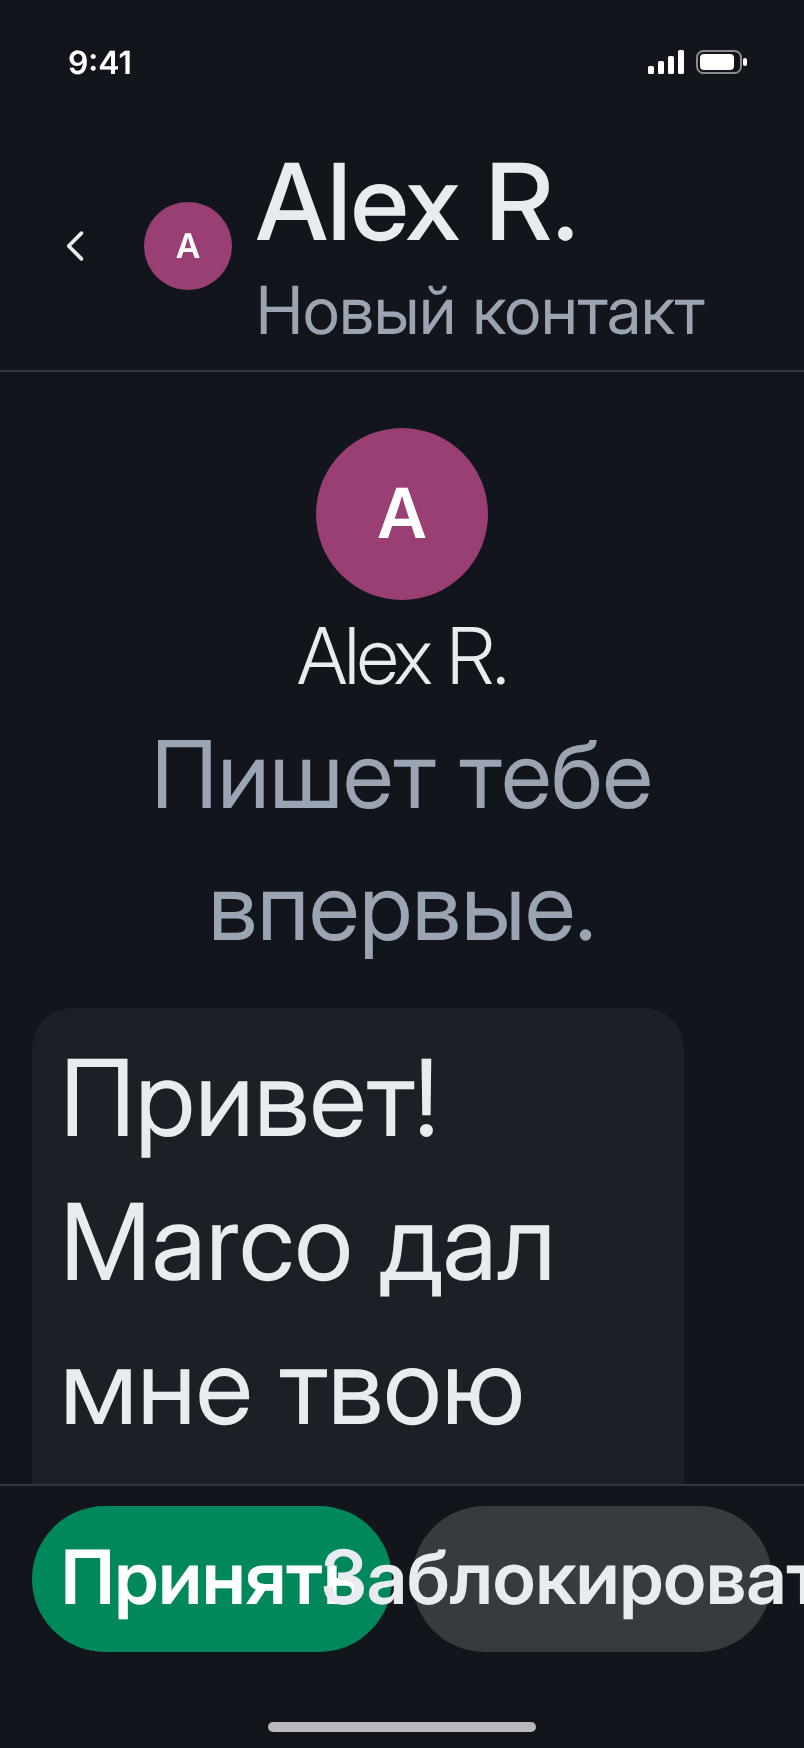 9:41
A
Alex R.
Новый контакт
A
Alex R.
Пишет тебе
впервые.
Привет!
Marco дал
мне твою
Принять
Заблокироват